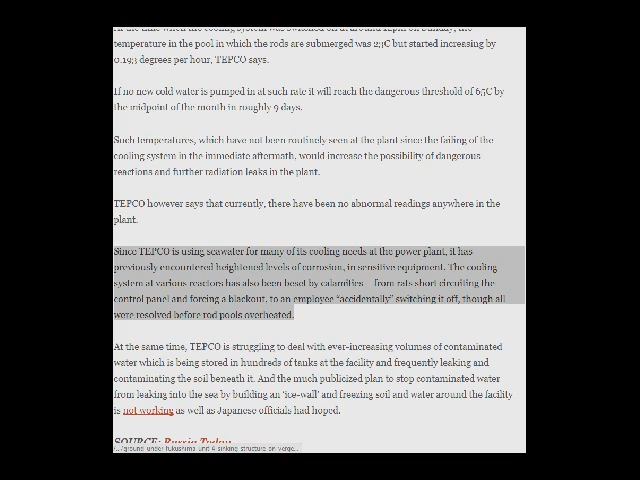 temperature in the pool in which the rods are submerged was 23C but started increasing by
0.193 degrees per hour, TEPCO says.
If no new cold water is pumped in at such rate it will reach the dangerous threshold of 65C by
the midpoint of the month in roughly 9 days.
Such temperatures, which have not been routinely seen at the plant since the failing of the
cooling system in the immediate aftermath, would increase the possibility of dangerous
reactions and further radiation leaks in the plant.
TEPCO however says that currently, there have been no abnormal readings anywhere in the
plant.
Since TEPCO is using seawater for many of its cooling needs at the power plant, it has
previously encountered heightened levels of corrosion, in sensitive equipment. The cooling
system at various reactors has also been beset by calamities – from rats short circuiting the
control panel and forcing a blackout, to an employee “accidentally” switching it off, though all
were resolved before rod pools overheated.
At the same time, TEPCO is struggling to deal with ever-increasing volumes of contaminated
water which is being stored in hundreds of tanks at the facility and frequently leaking and
contaminating the soil beneath it. And the much publicized plan to stop contaminated water
from leaking into the sea by building an ‘ice-wall’ and freezing soil and water around the facility
is not working as well as Japanese officials had hoped.
SOURCE: Russia Today
/.../ground-under-fukushima-unit-4-sinking-structure-on-verge...